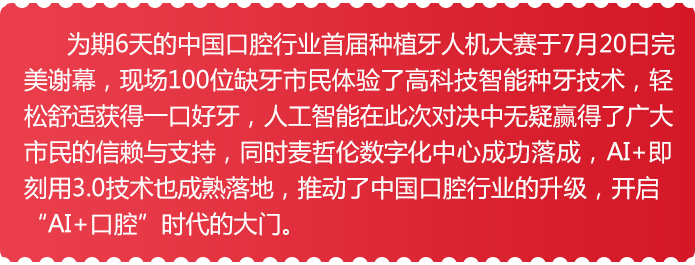 为期6天的中国口腔行业首届种植牙人机大赛于7月20日完
美谢幕，现场100位缺牙市民体验了高科技智能种牙技术，轻
松舒适获得一口好牙，人工智能在此次对决中无疑赢得了广大
市民的信赖与支持，同时麦哲伦数字化中心成功落成，AI+即
刻用3.0技术也成熟落地，推动了中国口腔行业的升级，开启
“AI+口腔”时代的大门。